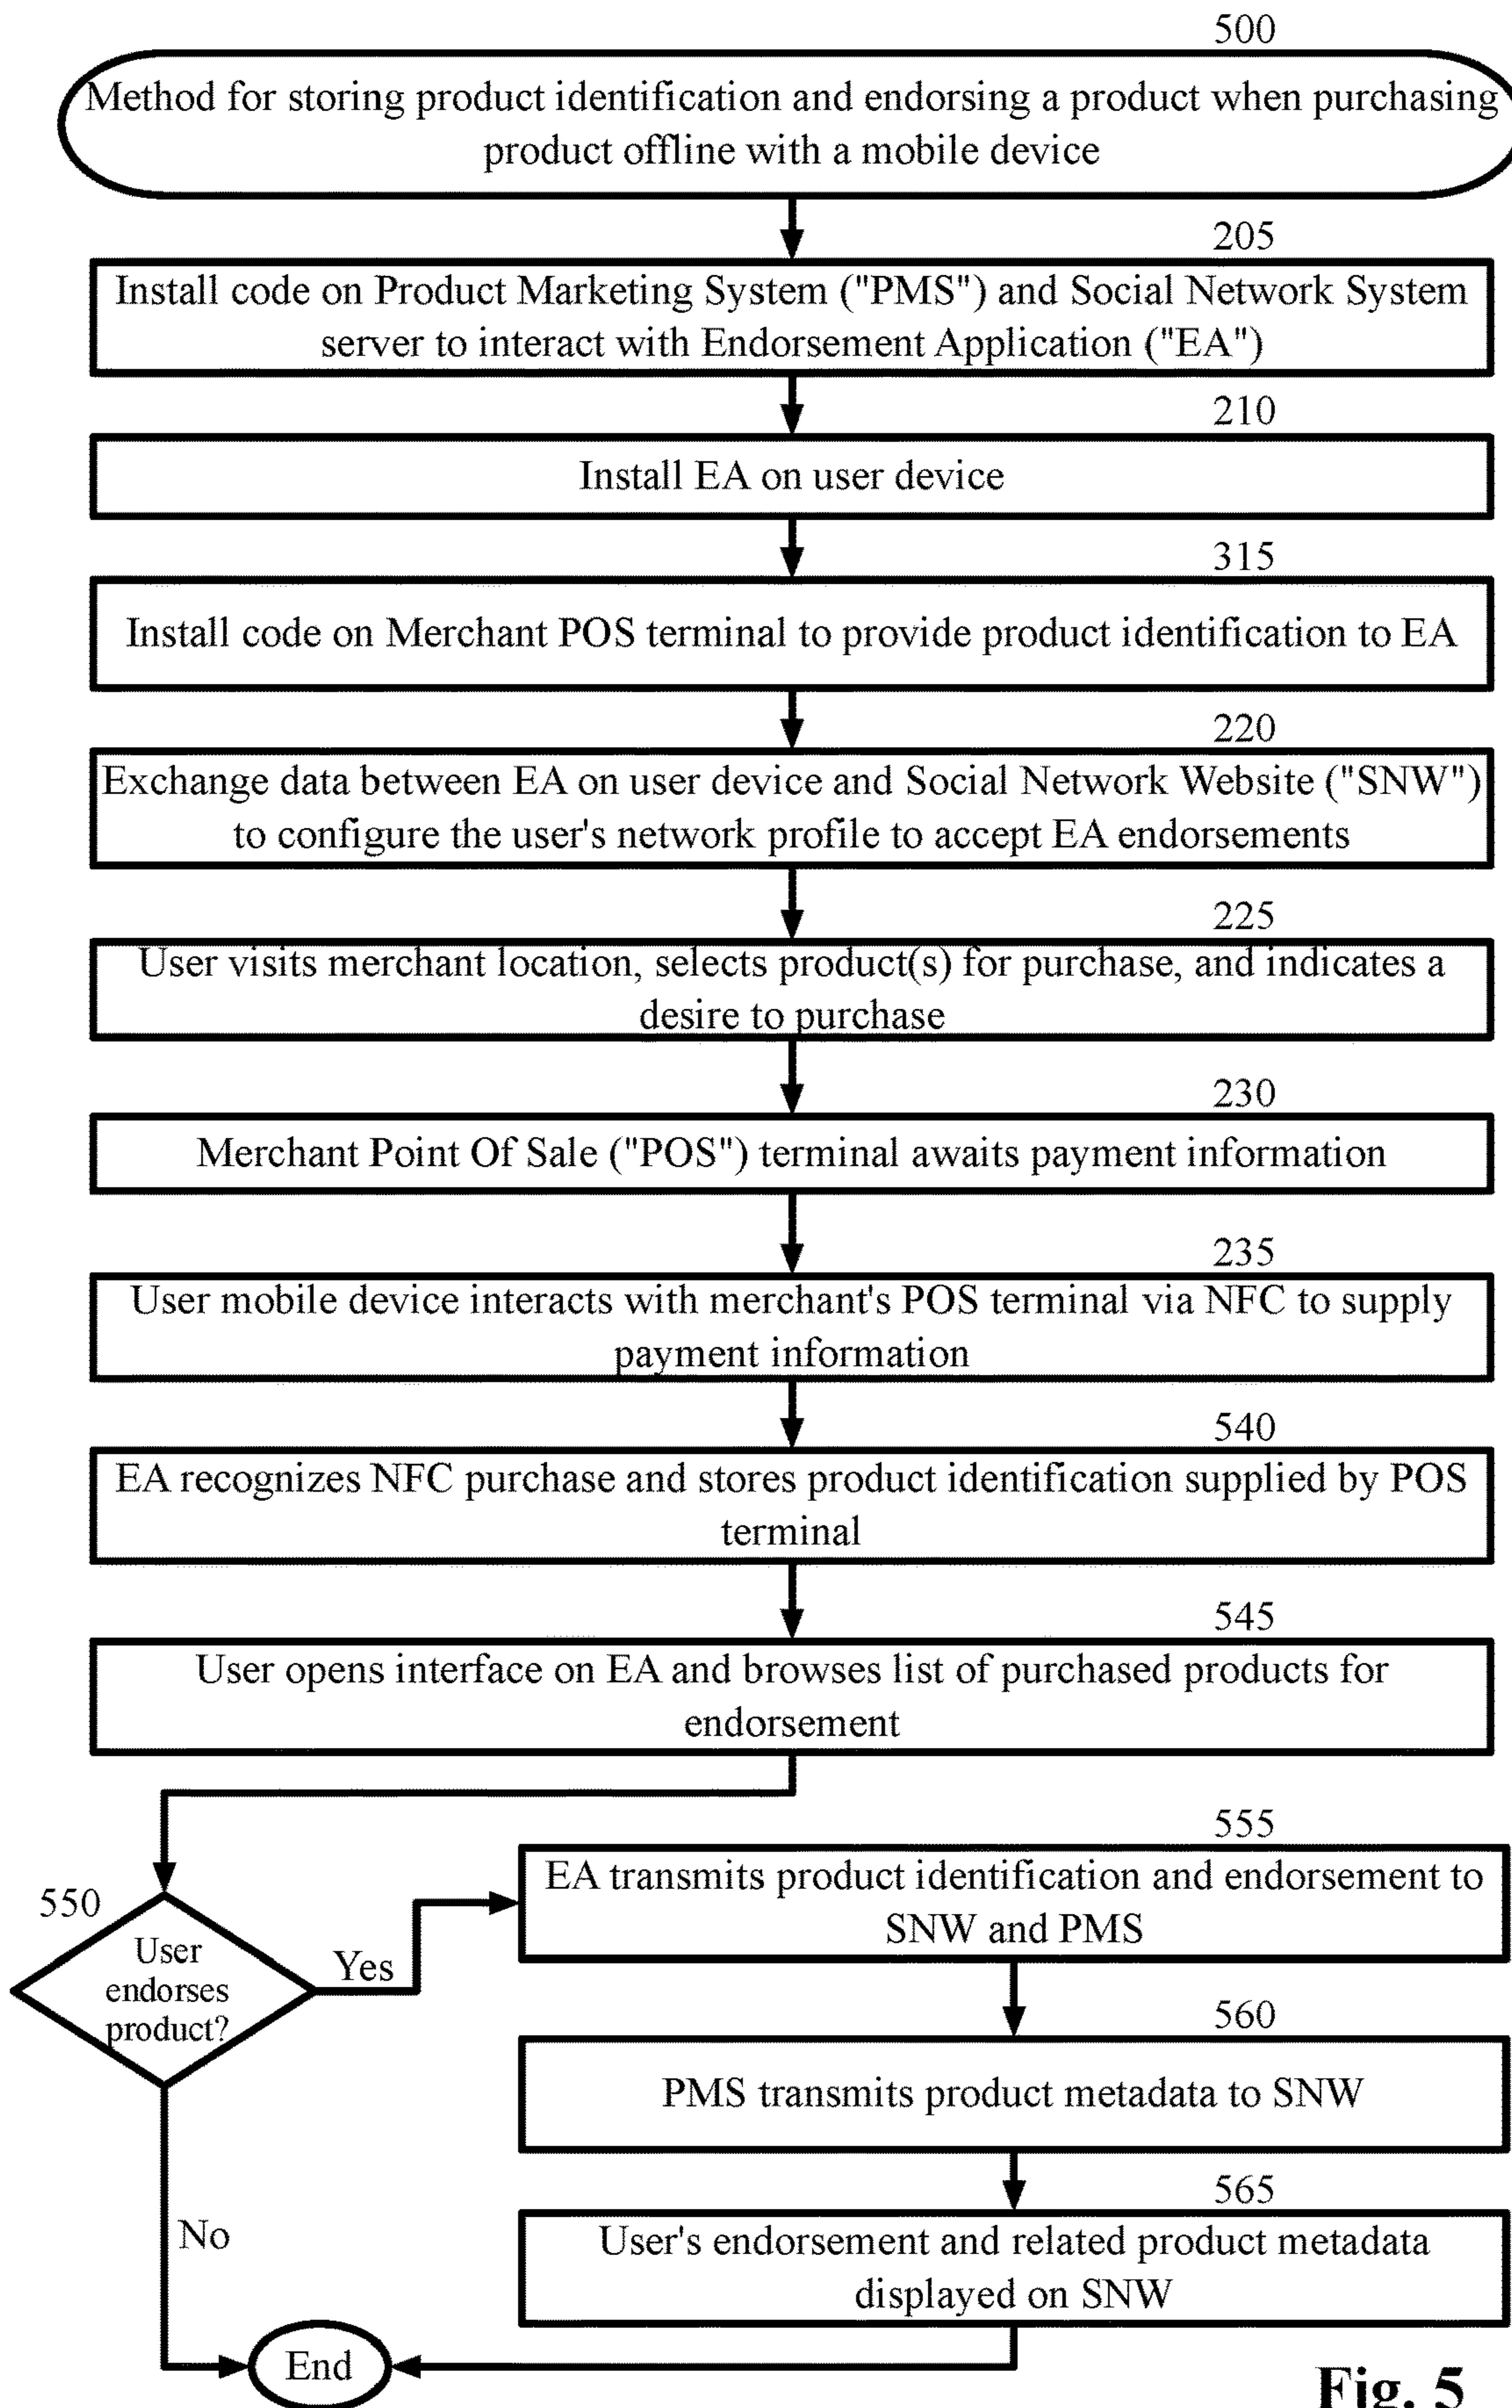 500
Method for storing product identification and endorsing a product when purchasing
product offline with a mobile device
205
Install code on Product Marketing System ("PMS") and Social Network System
server to interact with Endorsement Application ("EA")
210
Install EA on user device
315
Install code on Merchant POS terminal to provide product identification to EA
220
Exchange data between EA on user device and Social Network Website ("SNW")
to configure the user's network profile to accept EA endorsements
225
User visits merchant location, selects product(s) for purchase, and indicates a
desire to purchase
230
Merchant Point Of Sale ("POS") terminal awaits payment information
235
User mobile device interacts with merchant's POS terminal via NFC to supply
payment information
540
EA recognizes NFC purchase and stores product identification supplied by POS
terminal
545
User opens interface on EA and browses list of purchased products for
endorsement
550
User
endorses
product?
Yes
No
555
EA transmits product identification and endorsement to
SNW and PMS
560
PMS transmits product metadata to SNW
565
User's endorsement and related product metadata
displayed on SNW
End
Fig. 5